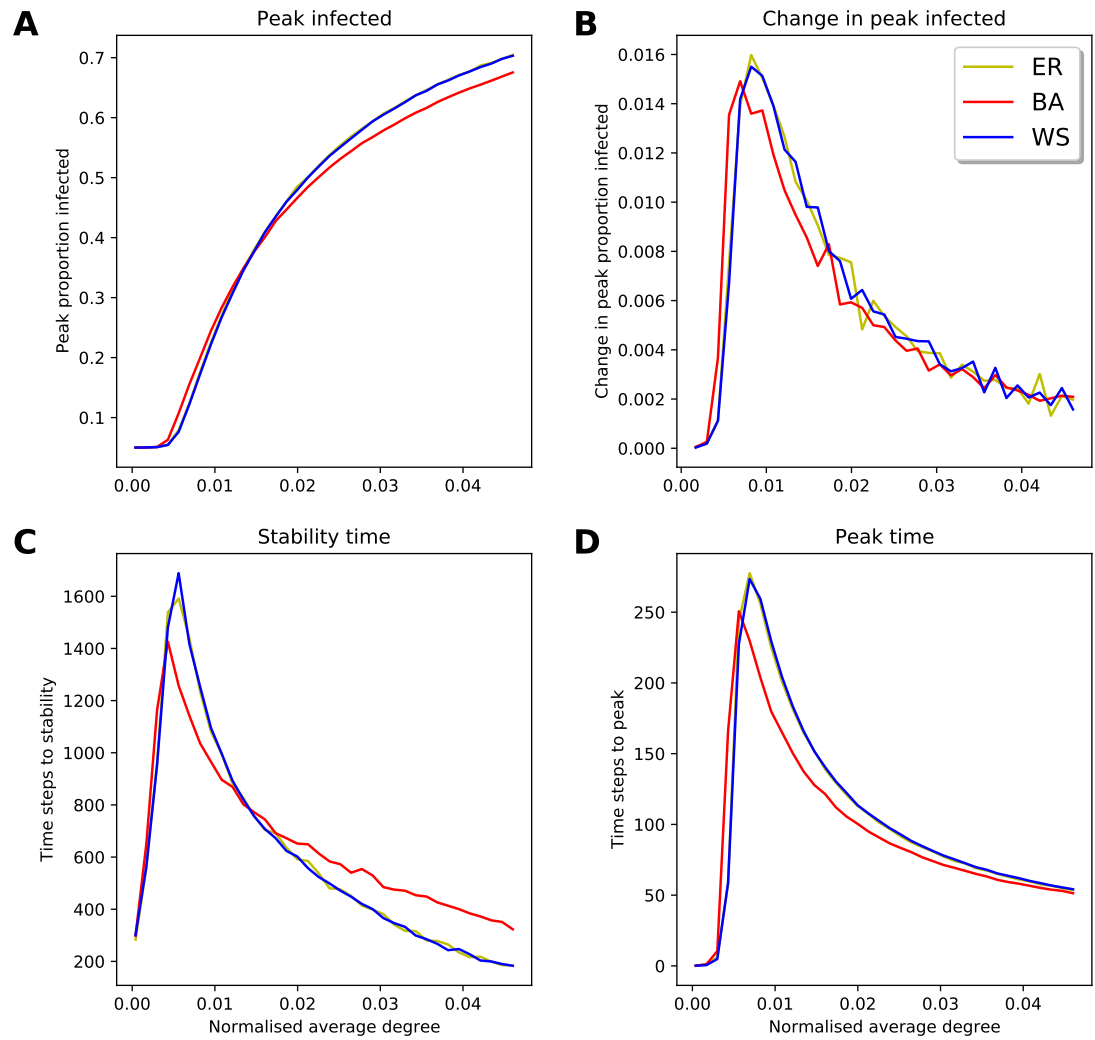 A
Peak infected
Peak proportion infected
0.7
0.6
0.5
0.4
0.3
0.2
0.1
0.00 0.01 0.02 0.03 0.04
B
Change in peak infected
Change in peak proportion infected
0.016
0.014
0.012
0.010
0.008
0.006
0.004
0.002
0.000
0.00 0.01 0.02 0.03 0.04
ER
BA
WS
C
Stability time
Time steps to stability
1600
1400
1200
1000
800
600
400
200
0.00 0.01 0.02 0.03 0.04
Normalised average degree
D
Peak time
Time steps to peak
250
200
150
100
50
0
0.00 0.01 0.02 0.03 0.04
Normalised average degree